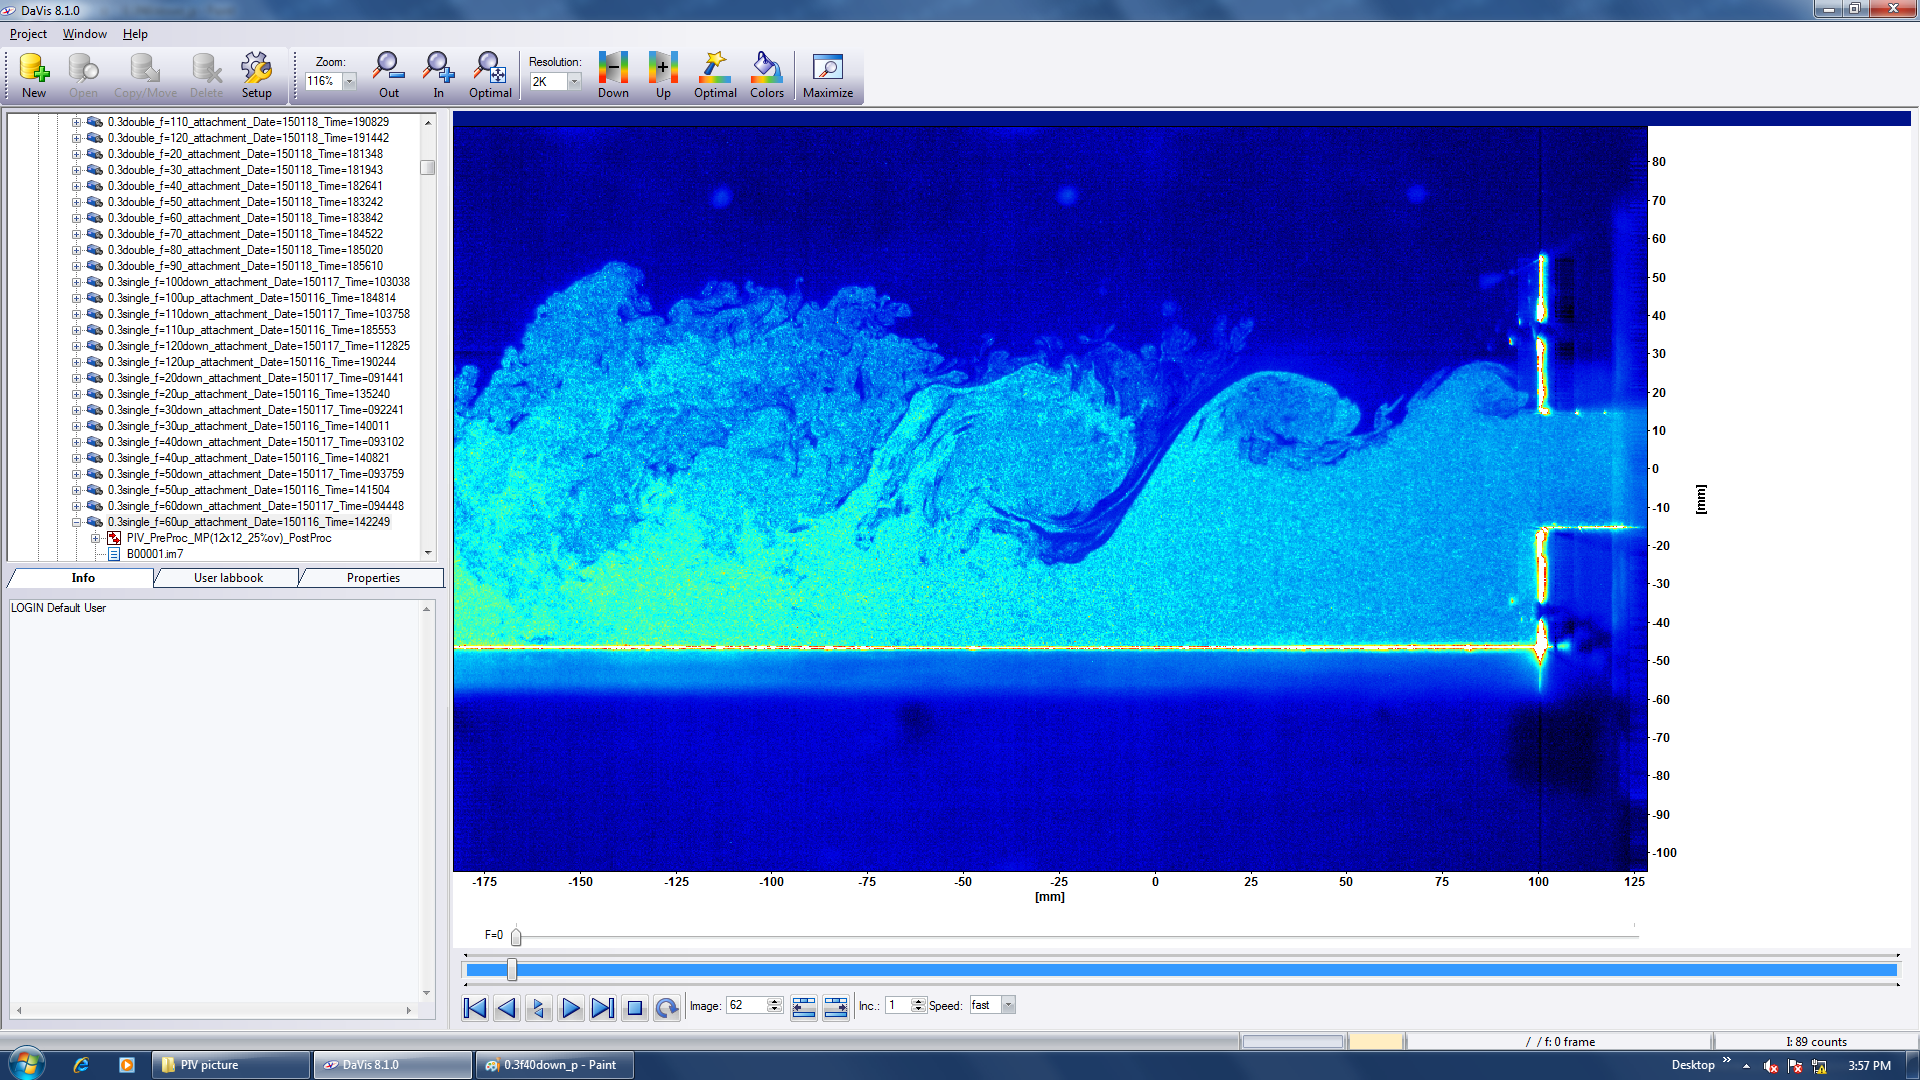 DaVis 8.1.0
Project Window Help
New Open Copy/Move Delete Setup
Zoom: 116% Out In Optimal
Resolution: 2K Down Up Optimal Colors Maximize
0.3double_f=110_attachment_Date=150118_Time=190829
0.3double_f=120_attachment_Date=150118_Time=191442
0.3double_f=20_attachment_Date=150118_Time=181348
0.3double_f=30_attachment_Date=150118_Time=181943
0.3double_f=40_attachment_Date=150118_Time=182641
0.3double_f=50_attachment_Date=150118_Time=183242
0.3double_f=60_attachment_Date=150118_Time=183842
0.3double_f=70_attachment_Date=150118_Time=184522
0.3double_f=80_attachment_Date=150118_Time=185020
0.3double_f=90_attachment_Date=150118_Time=185610
0.3single_f=100down_attachment_Date=150117_Time=103038
0.3single_f=100up_attachment_Date=150116_Time=184814
0.3single_f=110down_attachment_Date=150117_Time=103758
0.3single_f=110up_attachment_Date=150116_Time=185553
0.3single_f=120down_attachment_Date=150117_Time=112825
0.3single_f=120up_attachment_Date=150116_Time=190244
0.3single_f=20down_attachment_Date=150117_Time=091441
0.3single_f=20up_attachment_Date=150116_Time=135240
0.3single_f=30down_attachment_Date=150117_Time=092241
0.3single_f=30up_attachment_Date=150116_Time=140011
0.3single_f=40down_attachment_Date=150117_Time=093102
0.3single_f=40up_attachment_Date=150116_Time=140821
0.3single_f=50down_attachment_Date=150117_Time=093759
0.3single_f=50up_attachment_Date=150116_Time=141504
0.3single_f=60down_attachment_Date=150117_Time=094448
0.3single_f=60up_attachment_Date=150116_Time=142249
PIV_PreProc_MP(12x12_25%ov)_PostProc
B00001.im7
Info User labbook Properties
LOGIN Default User
80
70
60
50
40
30
20
10
0
-10
-20
-30
-40
-50
-60
-70
-80
-90
-100
[mm]
-175 -150 -125 -100 -75 -50 -25 0 25 50 75 100 125
[mm]
F=0
Image: 62 Inc.: 1 Speed: fast
/ / f: 0 frame I: 89 counts
PIV picture DaVis 8.1.0 0.3f40down_p - Paint Desktop 3:57 PM